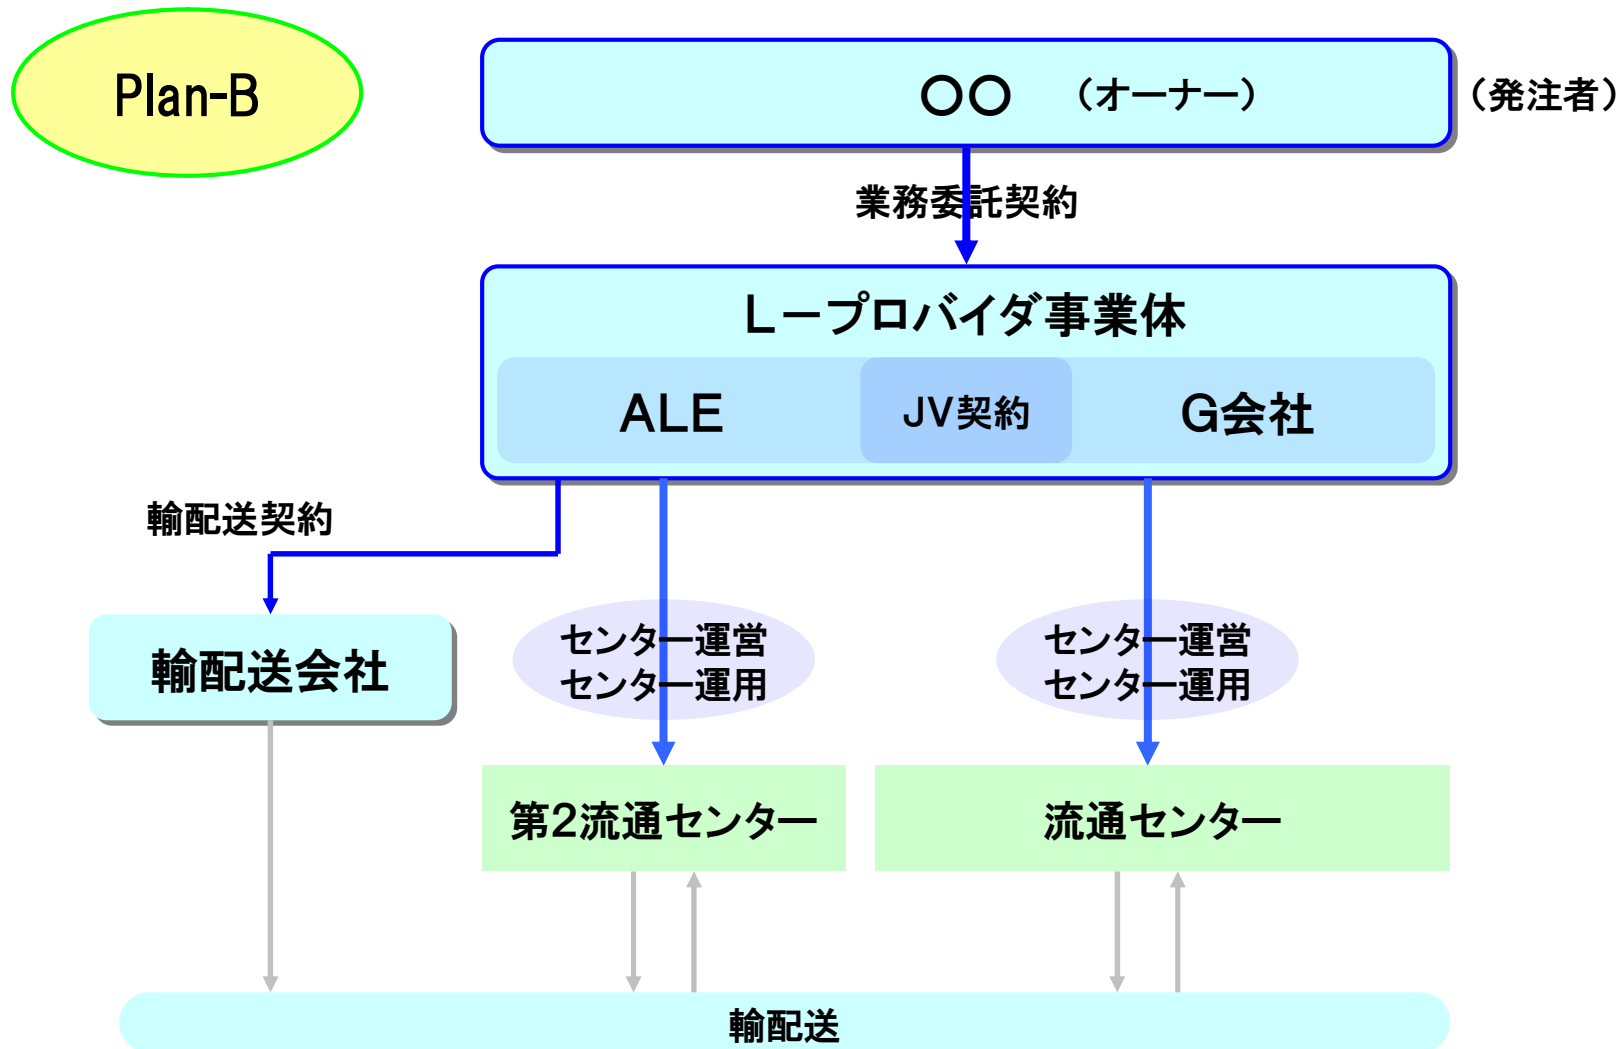 Plan-B
〇〇　（オーナー）
（発注者）
業務委託契約
Ｌープロバイダ事業体
ALE
JV契約
G会社
輸配送契約
輸配送会社
センター運営
センター運用
センター運営
センター運用
第2流通センター
流通センター
輸配送